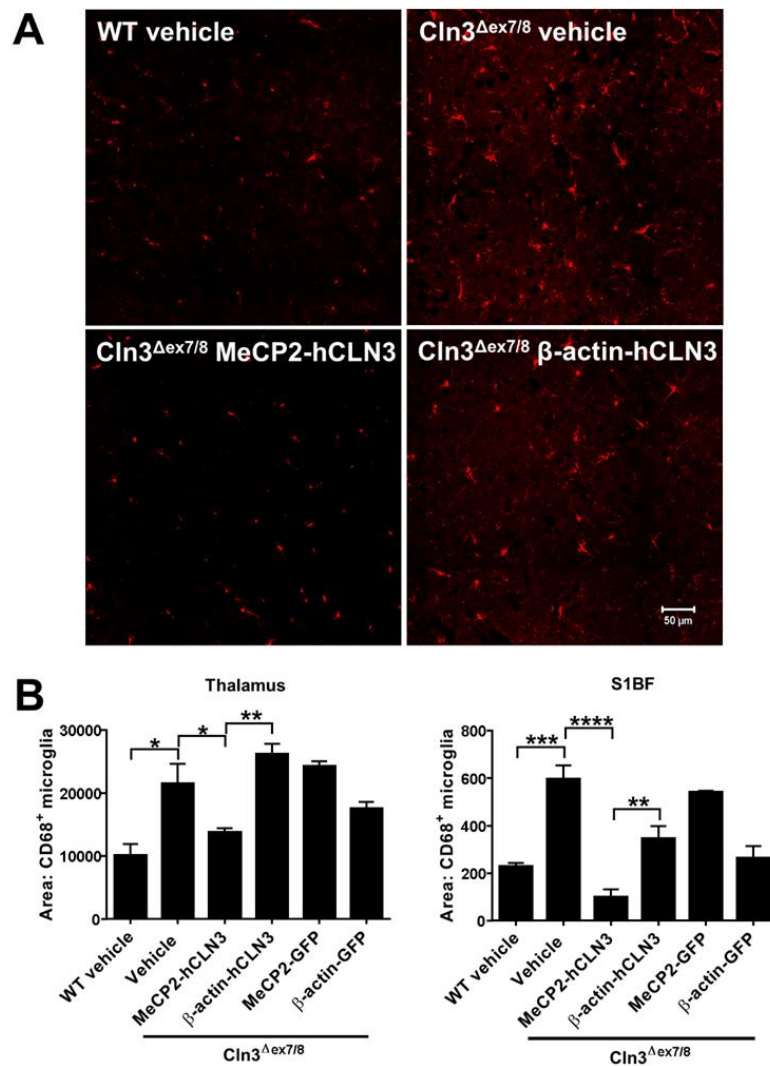 A
WT vehicle
Cln3Δex7/8 vehicle
Cln3Δex7/8 MeCP2-hCLN3
Cln3Δex7/8 β-actin-hCLN3
50 µm
B
Thalamus
Area: CD68+ microglia
30000
20000
10000
0
*
*
**
WT vehicle
Vehicle
MeCP2-hCLN3
β-actin-hCLN3
MeCP2-GFP
β-actin-GFP
Cln3Δex7/8
S1BF
Area: CD68+ microglia
800
600
400
200
0
***
****
**
WT vehicle
Vehicle
MeCP2-hCLN3
β-actin-hCLN3
MeCP2-GFP
β-actin-GFP
Cln3Δex7/8